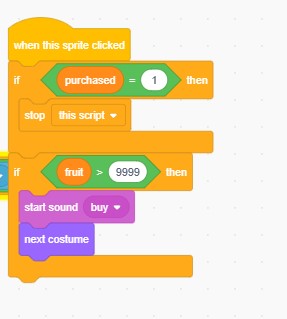 when this sprite clicked
if purchased = 1 then
stop this script
if fruit > 9999 then
start sound buy
next costume